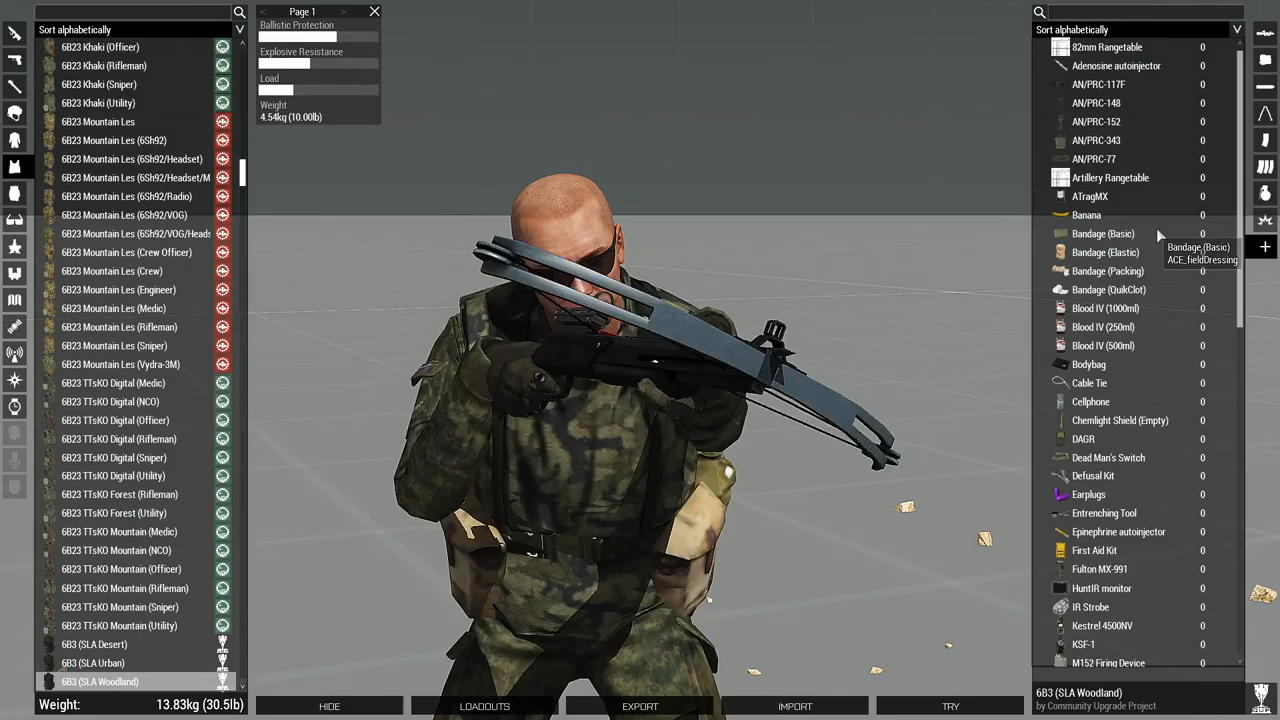 Sort alphabetically
6B23 Khaki (Officer)
6B23 Khaki (Rifleman)
6B23 Khaki (Sniper)
6B23 Khaki (Utility)
6B23 Mountain Les
6B23 Mountain Les (6Sh92)
6B23 Mountain Les (6Sh92/Headset)
6B23 Mountain Les (6Sh92/Headset/M
6B23 Mountain Les (6Sh92/Radio)
6B23 Mountain Les (6Sh92/VOG)
6B23 Mountain Les (6Sh92/VOG/Heads
6B23 Mountain Les (Crew Officer)
6B23 Mountain Les (Crew)
6B23 Mountain Les (Engineer)
6B23 Mountain Les (Medic)
6B23 Mountain Les (Rifleman)
6B23 Mountain Les (Sniper)
6B23 Mountain Les (Vydra-3M)
6B23 TTsKO Digital (Medic)
6B23 TTsKO Digital (NCO)
6B23 TTsKO Digital (Officer)
6B23 TTsKO Digital (Rifleman)
6B23 TTsKO Digital (Sniper)
6B23 TTsKO Digital (Utility)
6B23 TTsKO Forest (Rifleman)
6B23 TTsKO Forest (Utility)
6B23 TTsKO Mountain (Medic)
6B23 TTsKO Mountain (NCO)
6B23 TTsKO Mountain (Officer)
6B23 TTsKO Mountain (Rifleman)
6B23 TTsKO Mountain (Sniper)
6B23 TTsKO Mountain (Utility)
6B3 (SLA Desert)
6B3 (SLA Urban)
6B3 (SLA Woodland)
Weight: 13.83kg (30.5lb)
< Page 1 >
Ballistic Protection
Explosive Resistance
Load
Weight
4.54kg (10.00lb)
HIDE
LOADOUTS
EXPORT
IMPORT
TRY
Sort alphabetically
82mm Rangetable 0
Adenosine autoinjector 0
AN/PRC-117F 0
AN/PRC-148 0
AN/PRC-152 0
AN/PRC-343 0
AN/PRC-77 0
Artillery Rangetable 0
ATragMX 0
Banana 0
Bandage (Basic) 0
Bandage (Basic)
ACE_fieldDressing
Bandage (Elastic)
Bandage (Packing) 0
Bandage (QuikClot) 0
Blood IV (1000ml) 0
Blood IV (250ml) 0
Blood IV (500ml) 0
Bodybag 0
Cable Tie 0
Cellphone 0
Chemlight Shield (Empty) 0
DAGR 0
Dead Man's Switch 0
Defusal Kit 0
Earplugs 0
Entrenching Tool 0
Epinephrine autoinjector 0
First Aid Kit 0
Fulton MX-991 0
HuntIR monitor 0
IR Strobe 0
Kestrel 4500NV 0
KSF-1 0
M152 Firing Device 0
6B3 (SLA Woodland)
by Community Upgrade Project